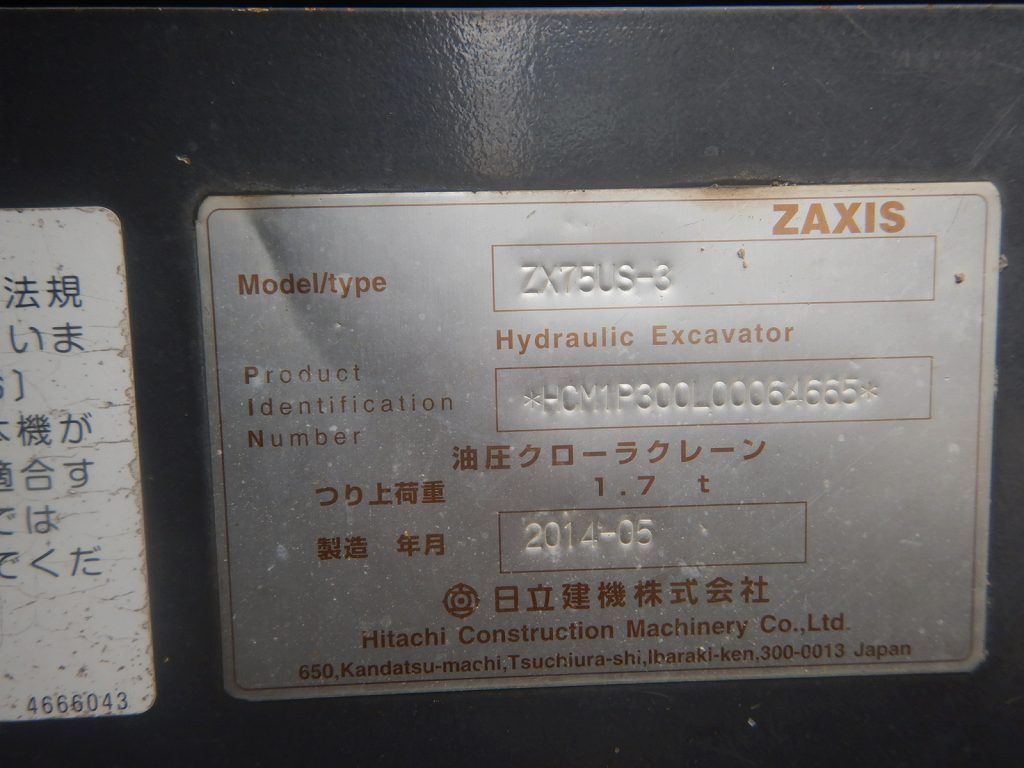 法規
いま
6〕
本機が
適合す
では
でくだ
4666043
ZAXIS
Model/type ZX75US-3
Hydraulic Excavator
Product
Identification *HCM1P300L00064665*
Number
油圧クローラクレーン
つり上荷重 1.7 t
製造 年月 2014-05
日立建機株式会社
Hitachi Construction Machinery Co.,Ltd.
650,Kandatsu-machi,Tsuchiura-shi,Ibaraki-ken,300-0013 Japan